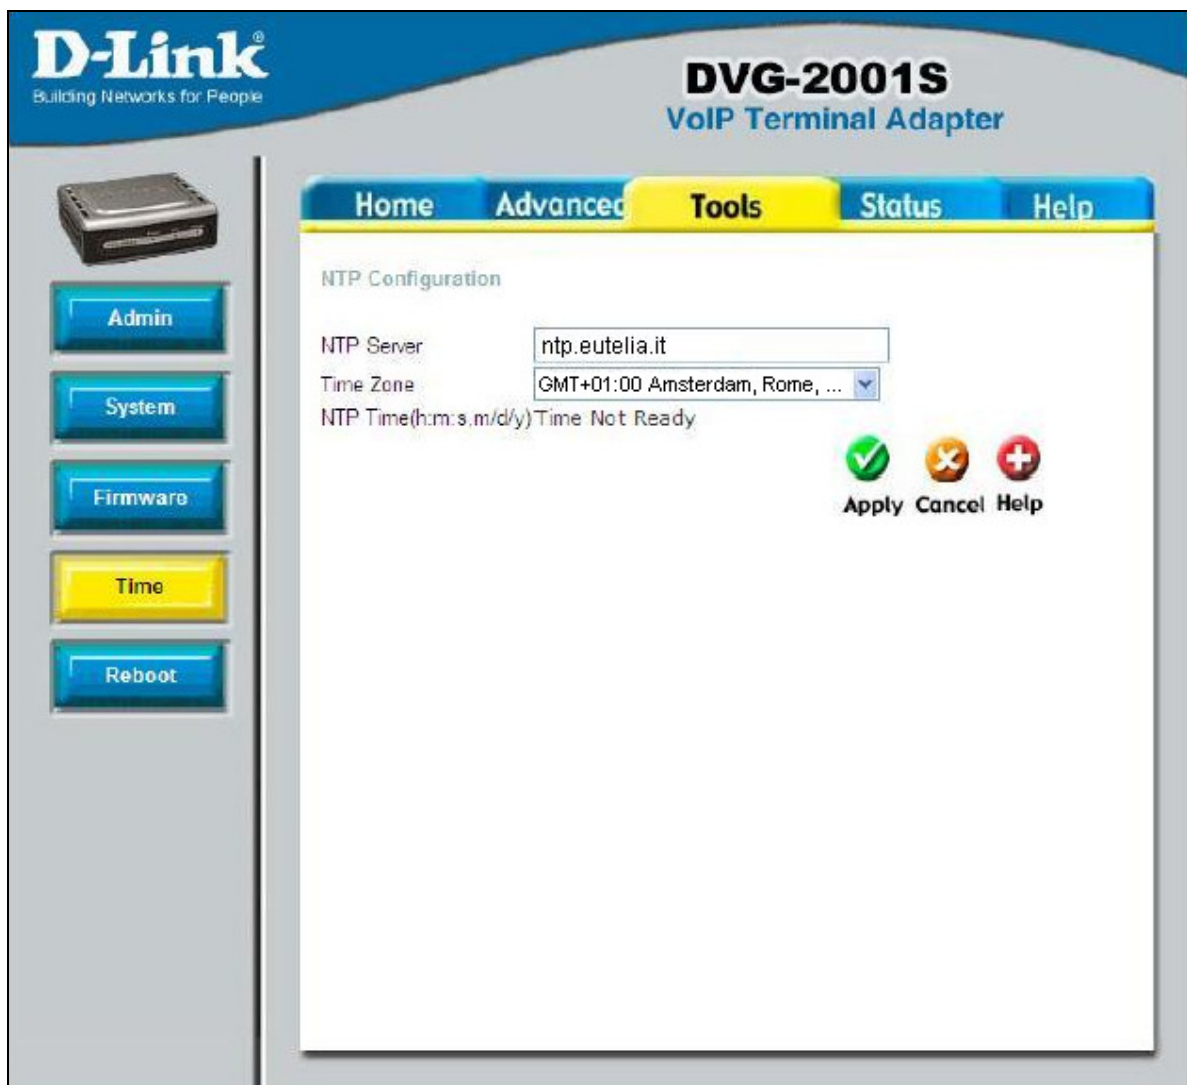 D-Link®
Building Networks for People
DVG-2001S
VoIP Terminal Adapter
Home Advanced Tools Status Help
Admin
System
Firmware
Time
Reboot
NTP Configuration
NTP Server ntp.eutelia.it
Time Zone GMT+01:00 Amsterdam, Rome, ...
NTP Time(h:m:s,m/d/y) Time Not Ready
Apply Cancel Help